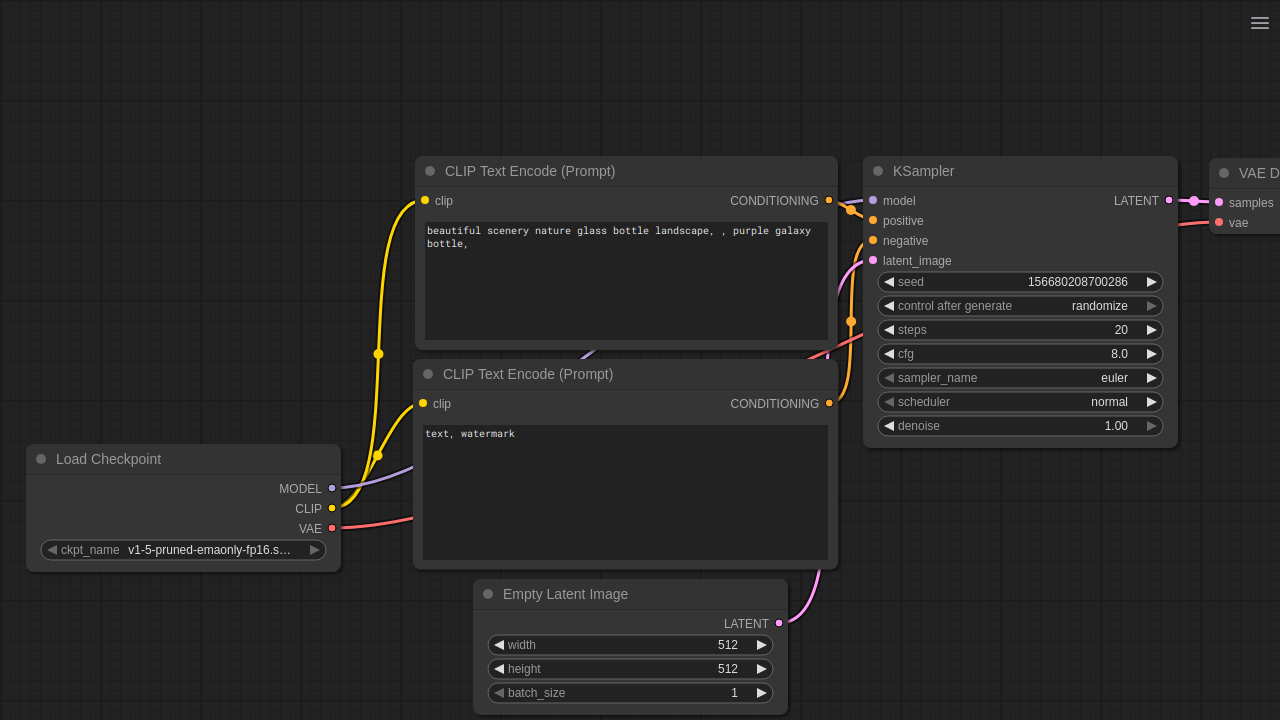 CLIP Text Encode (Prompt)
clip CONDITIONING
beautiful scenery nature glass bottle landscape, , purple galaxy
bottle,
CLIP Text Encode (Prompt)
clip CONDITIONING
text, watermark
Load Checkpoint
MODEL
CLIP
VAE
ckpt_name v1-5-pruned-emaonly-fp16.s…
Empty Latent Image
LATENT
width 512
height 512
batch_size 1
KSampler
model LATENT
positive
negative
latent_image
seed 156680208700286
control after generate randomize
steps 20
cfg 8.0
sampler_name euler
scheduler normal
denoise 1.00
VAE D
samples
vae